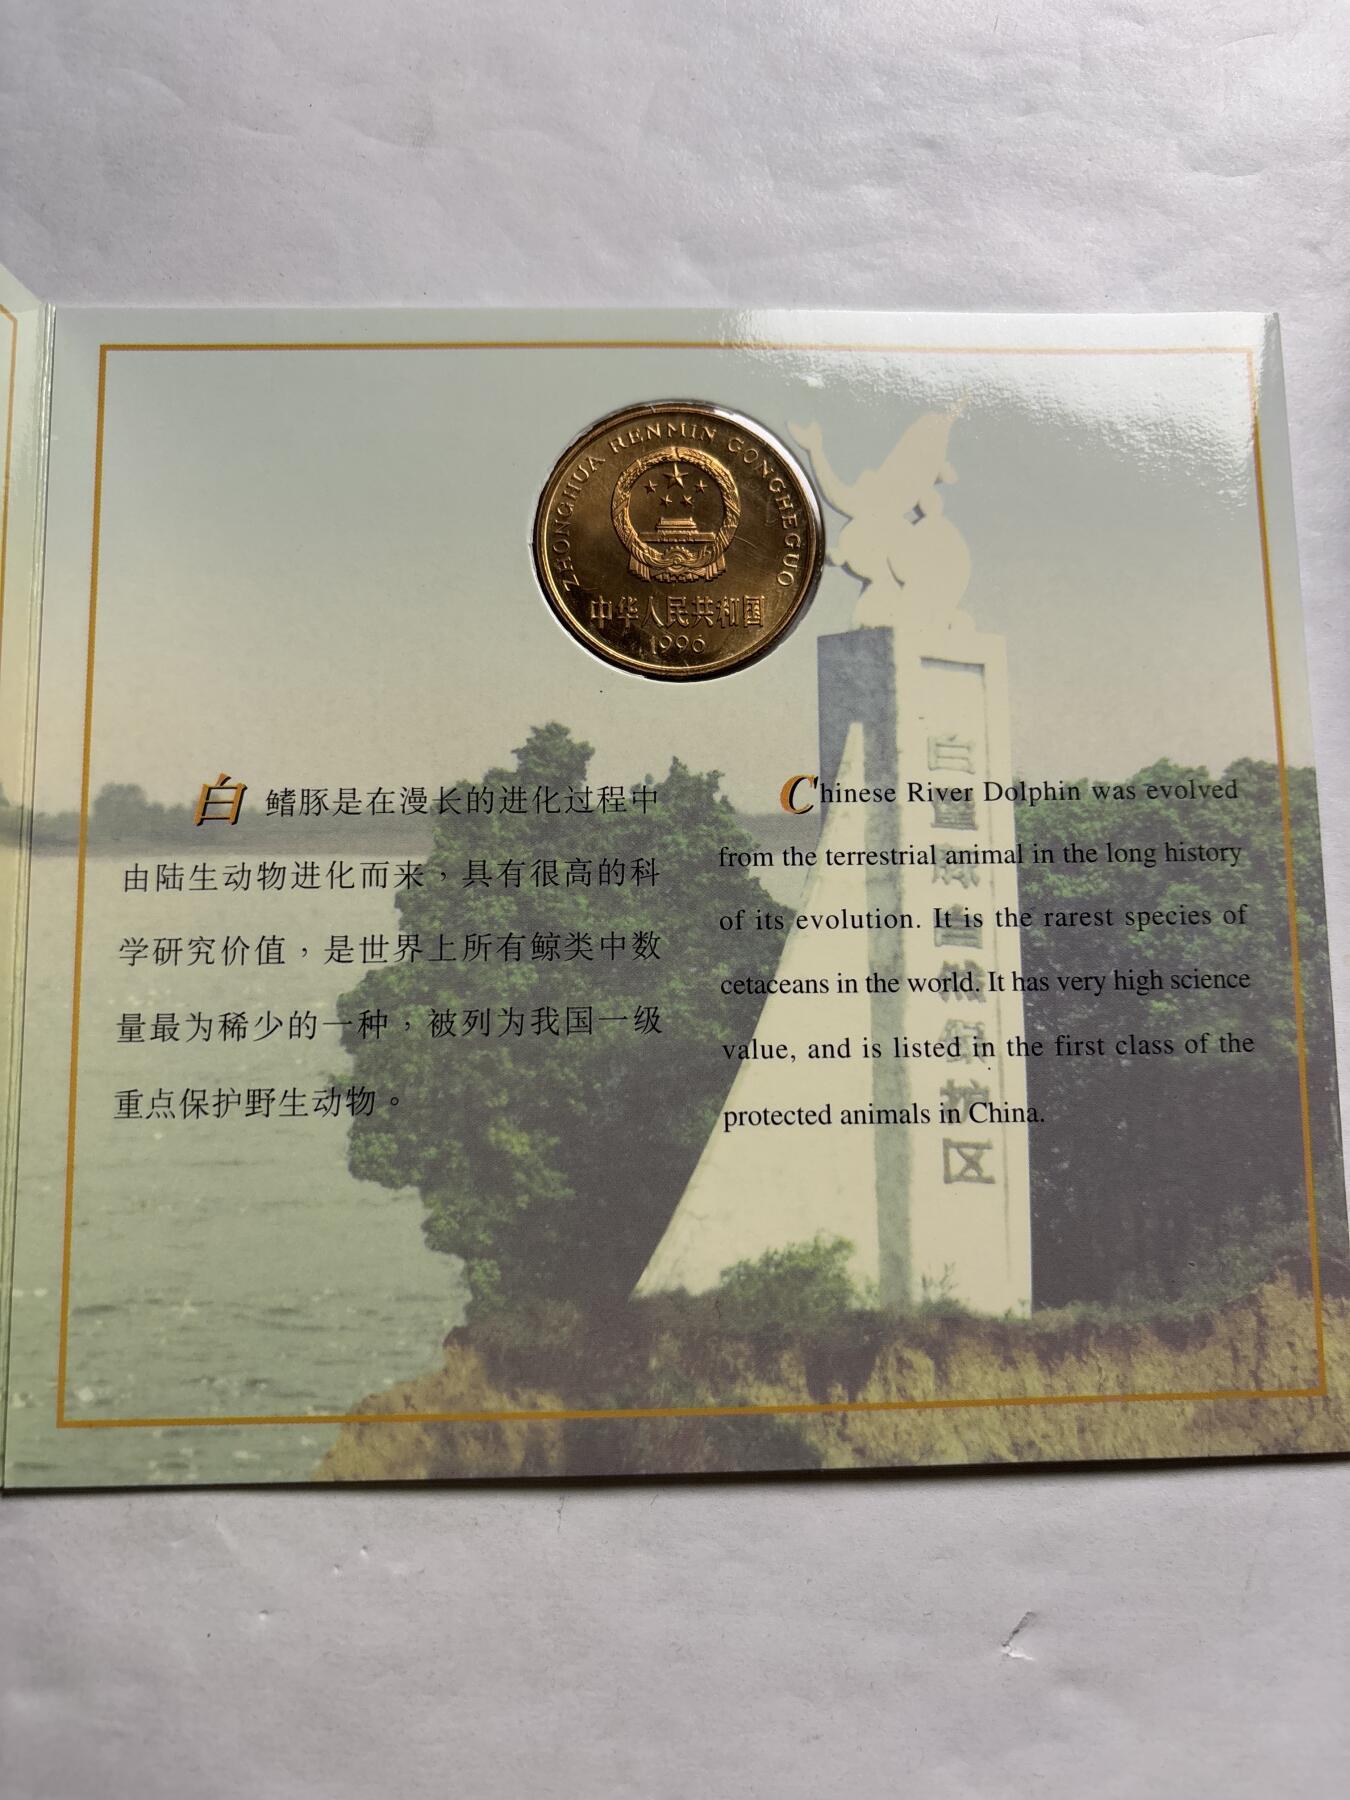 ZHONGHUA RENMIN GONGHEGUO
中华人民共和国
1996
白鳍豚是在漫长的进化过程中
由陆生动物进化而来，具有很高的科
学研究价值，是世界上所有鲸类中数
量最为稀少的一种，被列为我国一级
重点保护野生动物。
Chinese River Dolphin was evolved
from the terrestrial animal in the long history
of its evolution. It is the rarest species of
cetaceans in the world. It has very high science
value, and is listed in the first class of the
protected animals in China.
白
豚
保护区